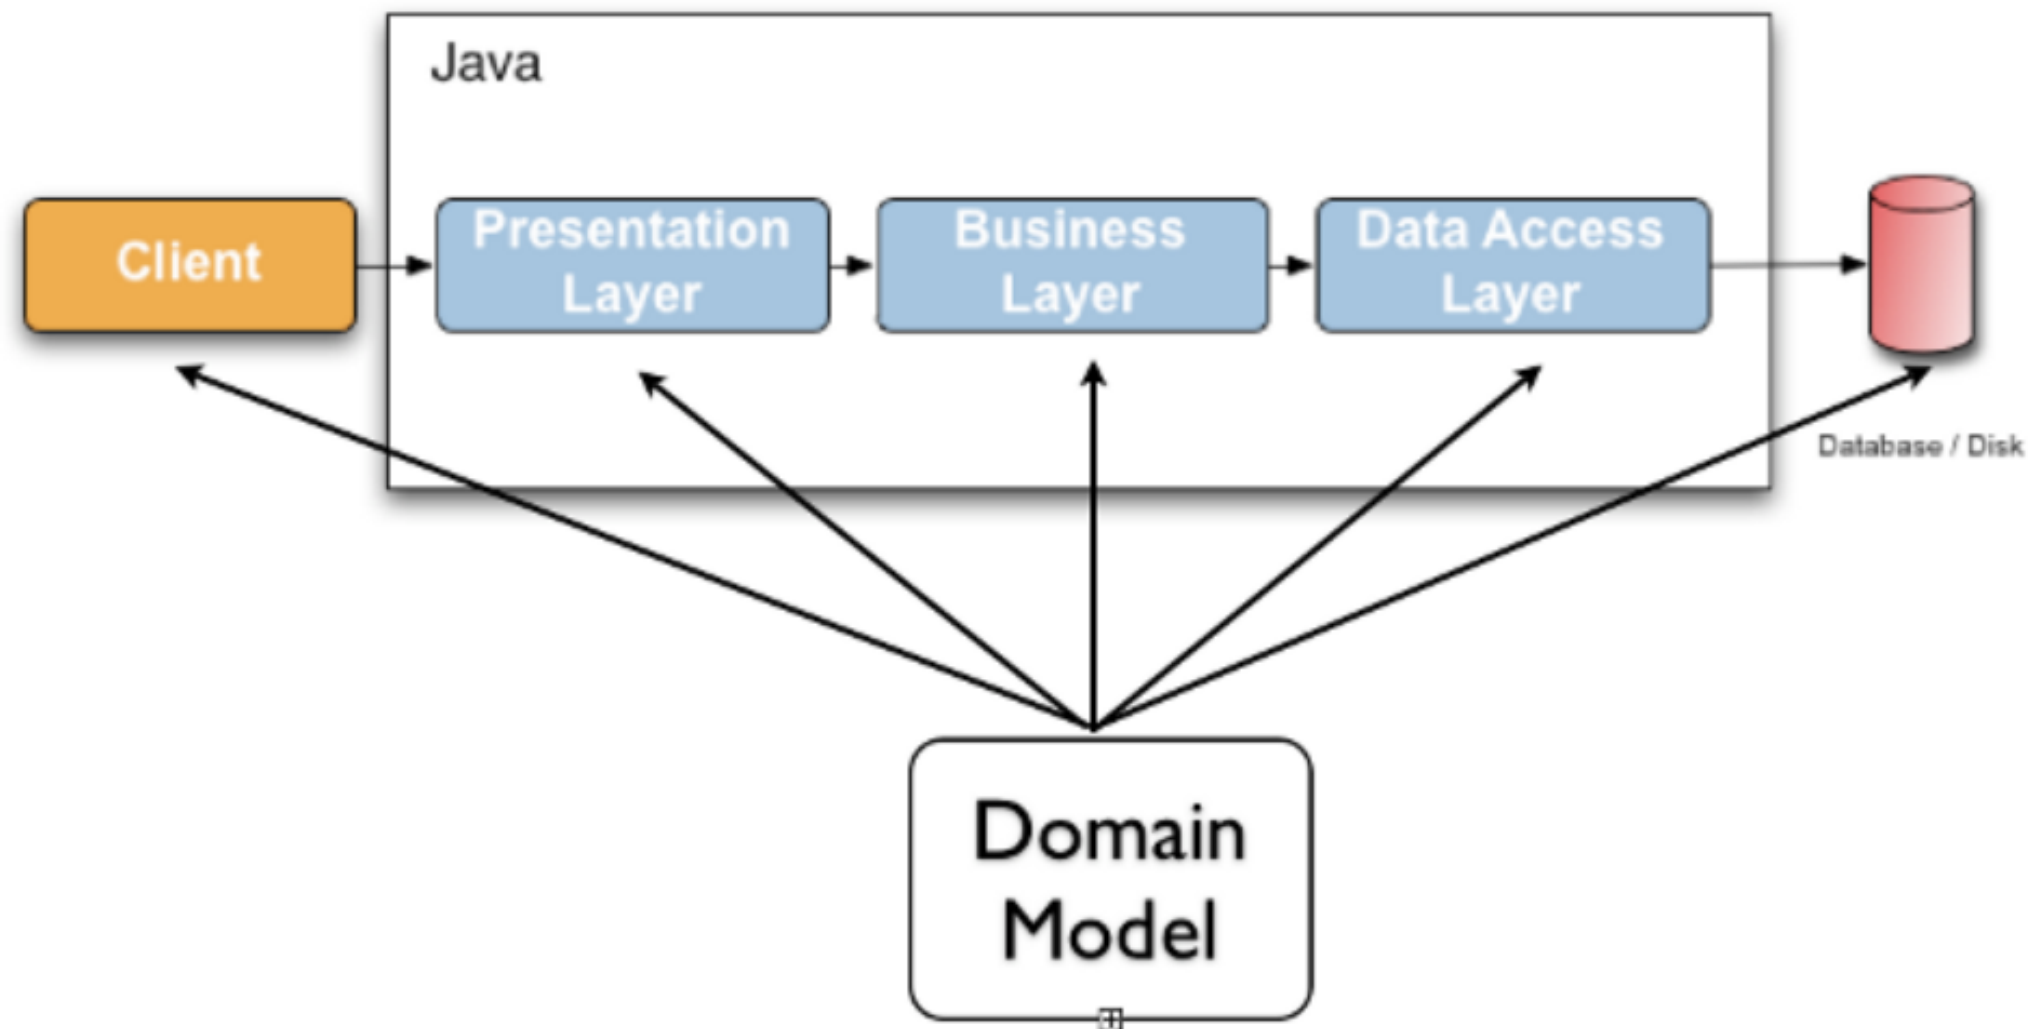 Java
Client
Presentation
Layer
Business
Layer
Data Access
Layer
Database / Disk
Domain
Model